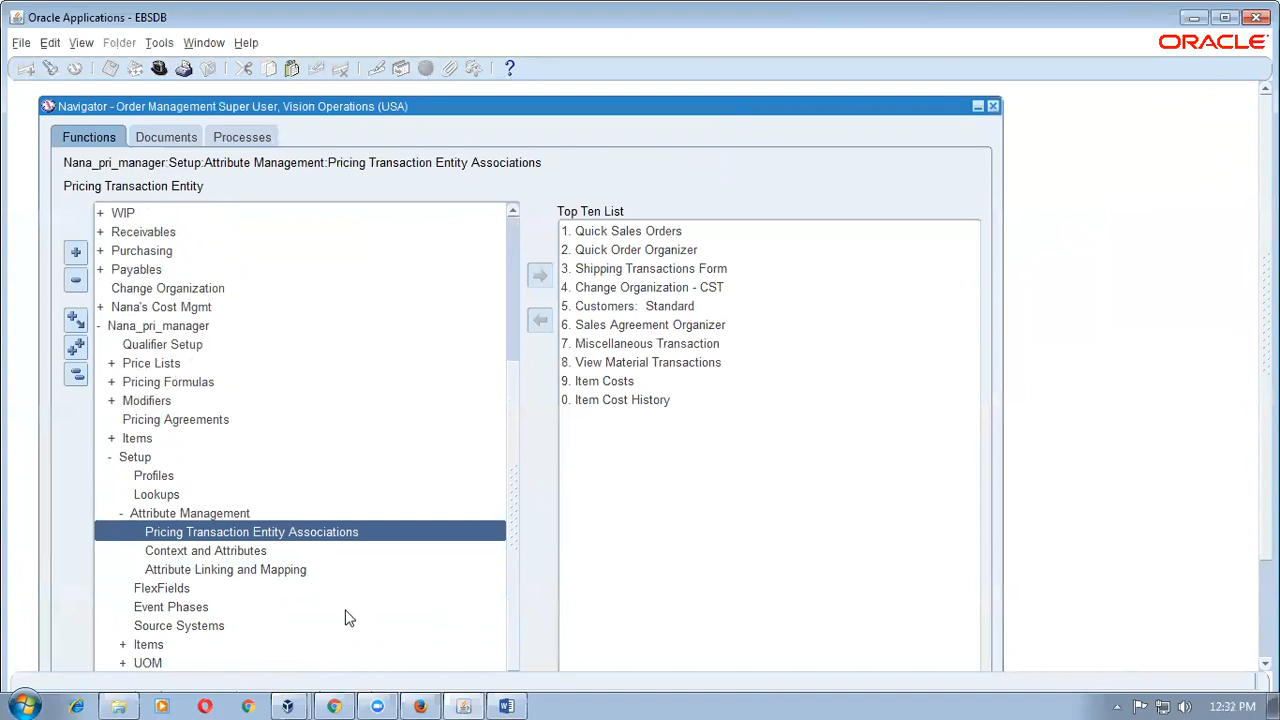 Oracle Applications - EBSDB
File Edit View Folder Tools Window Help
ORACLE
Navigator - Order Management Super User, Vision Operations (USA)
Functions Documents Processes
Nana_pri_manager:Setup:Attribute Management:Pricing Transaction Entity Associations
Pricing Transaction Entity
+ WIP
+ Receivables
+ Purchasing
+ Payables
Change Organization
+ Nana's Cost Mgmt
- Nana_pri_manager
Qualifier Setup
+ Price Lists
+ Pricing Formulas
+ Modifiers
Pricing Agreements
+ Items
- Setup
Profiles
Lookups
- Attribute Management
Pricing Transaction Entity Associations
Context and Attributes
Attribute Linking and Mapping
FlexFields
Event Phases
Source Systems
+ Items
+ UOM
Top Ten List
1. Quick Sales Orders
2. Quick Order Organizer
3. Shipping Transactions Form
4. Change Organization - CST
5. Customers: Standard
6. Sales Agreement Organizer
7. Miscellaneous Transaction
8. View Material Transactions
9. Item Costs
0. Item Cost History
12:32 PM